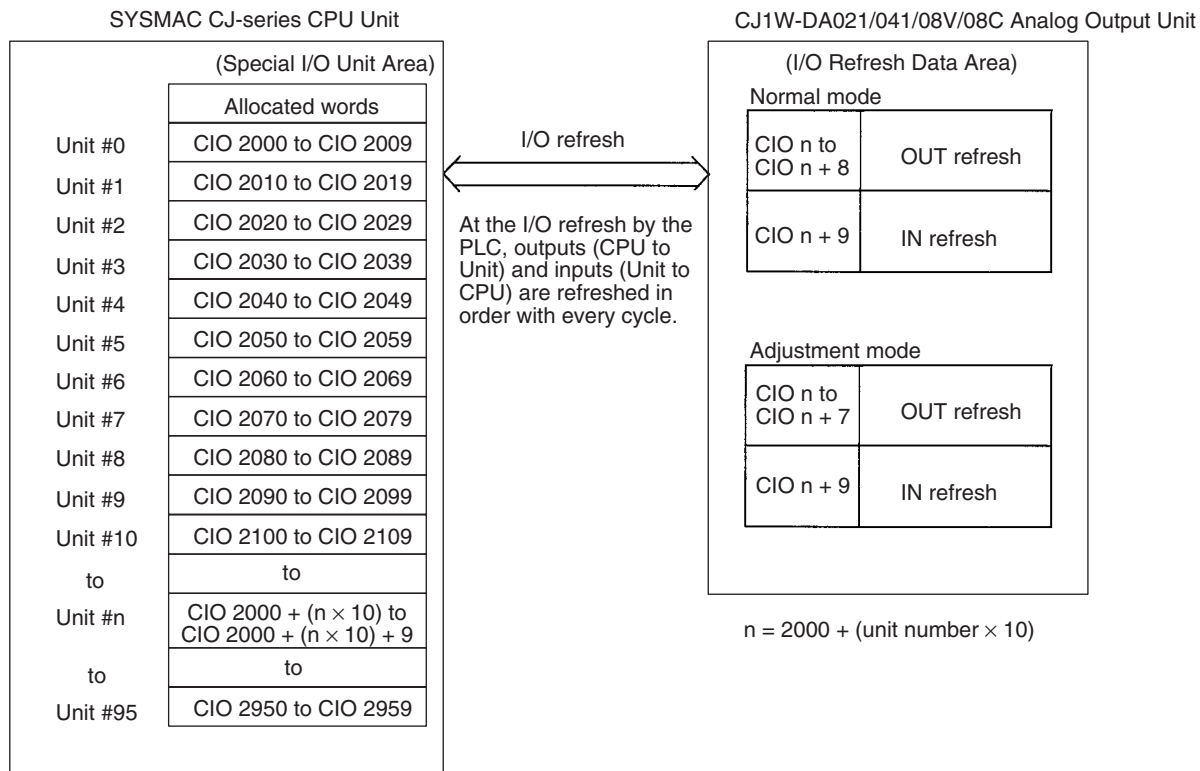 SYSMAC CJ-series CPU Unit
(Special I/O Unit Area)
Allocated words
Unit #0 CIO 2000 to CIO 2009
Unit #1 CIO 2010 to CIO 2019
Unit #2 CIO 2020 to CIO 2029
Unit #3 CIO 2030 to CIO 2039
Unit #4 CIO 2040 to CIO 2049
Unit #5 CIO 2050 to CIO 2059
Unit #6 CIO 2060 to CIO 2069
Unit #7 CIO 2070 to CIO 2079
Unit #8 CIO 2080 to CIO 2089
Unit #9 CIO 2090 to CIO 2099
Unit #10 CIO 2100 to CIO 2109
to to
Unit #n CIO 2000 + (n × 10) to
CIO 2000 + (n × 10) + 9
to to
Unit #95 CIO 2950 to CIO 2959
I/O refresh
At the I/O refresh by the
PLC, outputs (CPU to
Unit) and inputs (Unit to
CPU) are refreshed in
order with every cycle.
CJ1W-DA021/041/08V/08C Analog Output Unit
(I/O Refresh Data Area)
Normal mode
CIO n to
CIO n + 8
OUT refresh
CIO n + 9 IN refresh
Adjustment mode
CIO n to
CIO n + 7
OUT refresh
CIO n + 9 IN refresh
n = 2000 + (unit number × 10)